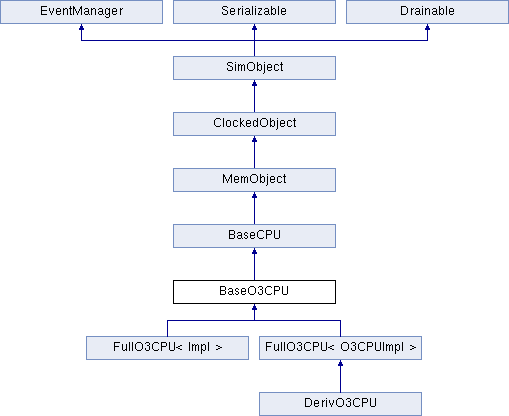 EventManager
Serializable
Drainable
SimObject
ClockedObject
MemObject
BaseCPU
BaseO3CPU
FullO3CPU< Impl >
FullO3CPU< O3CPUImpl >
DerivO3CPU